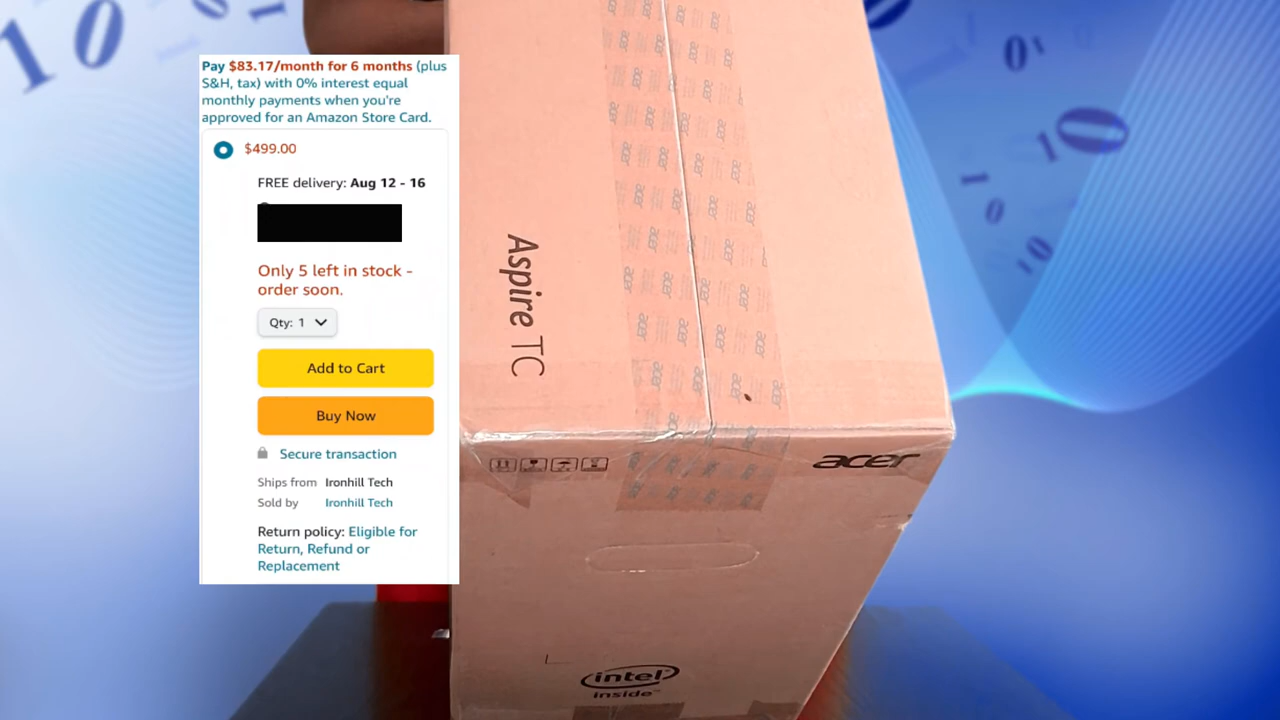 Pay $83.17/month for 6 months (plus
S&H, tax) with 0% interest equal
monthly payments when you're
approved for an Amazon Store Card.
$499.00
FREE delivery: Aug 12 - 16
Only 5 left in stock -
order soon.
Qty: 1
Add to Cart
Buy Now
Secure transaction
Ships from Ironhill Tech
Sold by Ironhill Tech
Return policy: Eligible for
Return, Refund or
Replacement
Aspire TC
acer
intel
inside™